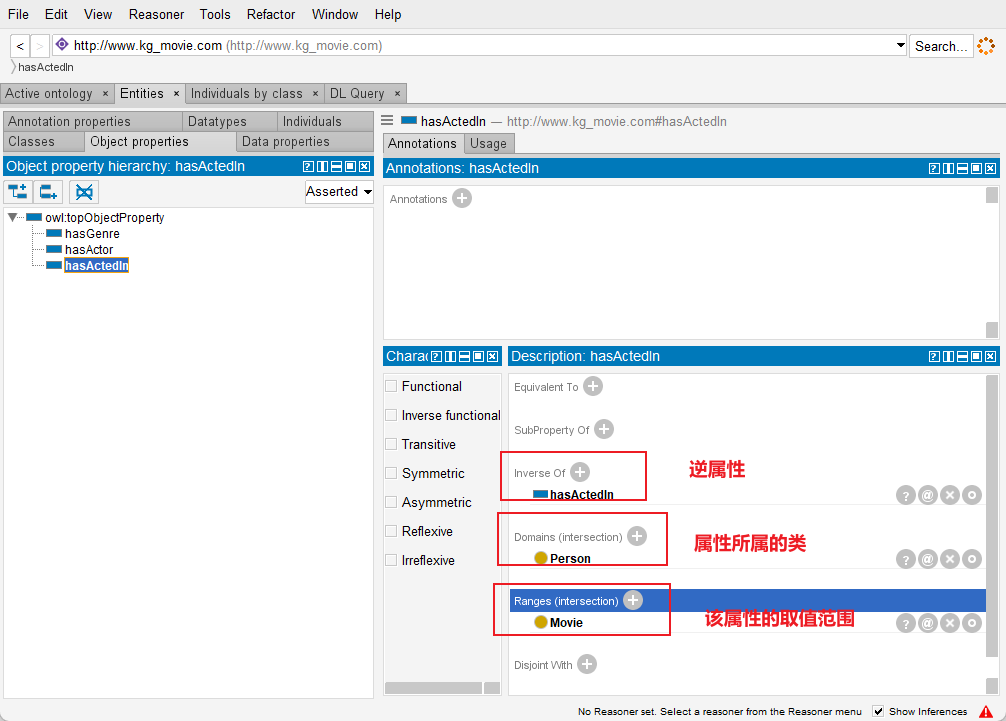 File Edit View Reasoner Tools Refactor Window Help
< > http://www.kg_movie.com (http://www.kg_movie.com) Search...
hasActedIn
Active ontology × Entities × Individuals by class × DL Query ×
Annotation properties Datatypes Individuals
Classes Object properties Data properties
Object property hierarchy: hasActedIn
Asserted
owl:topObjectProperty
hasGenre
hasActor
hasActedIn
hasActedIn — http://www.kg_movie.com#hasActedIn
Annotations Usage
Annotations: hasActedIn
Annotations
Charac
Functional
Inverse functional
Transitive
Symmetric
Asymmetric
Reflexive
Irreflexive
Description: hasActedIn
Equivalent To
SubProperty Of
Inverse Of
hasActedIn
逆属性
Domains (intersection)
Person
属性所属的类
Ranges (intersection)
Movie
该属性的取值范围
Disjoint With
No Reasoner set. Select a reasoner from the Reasoner menu Show Inferences